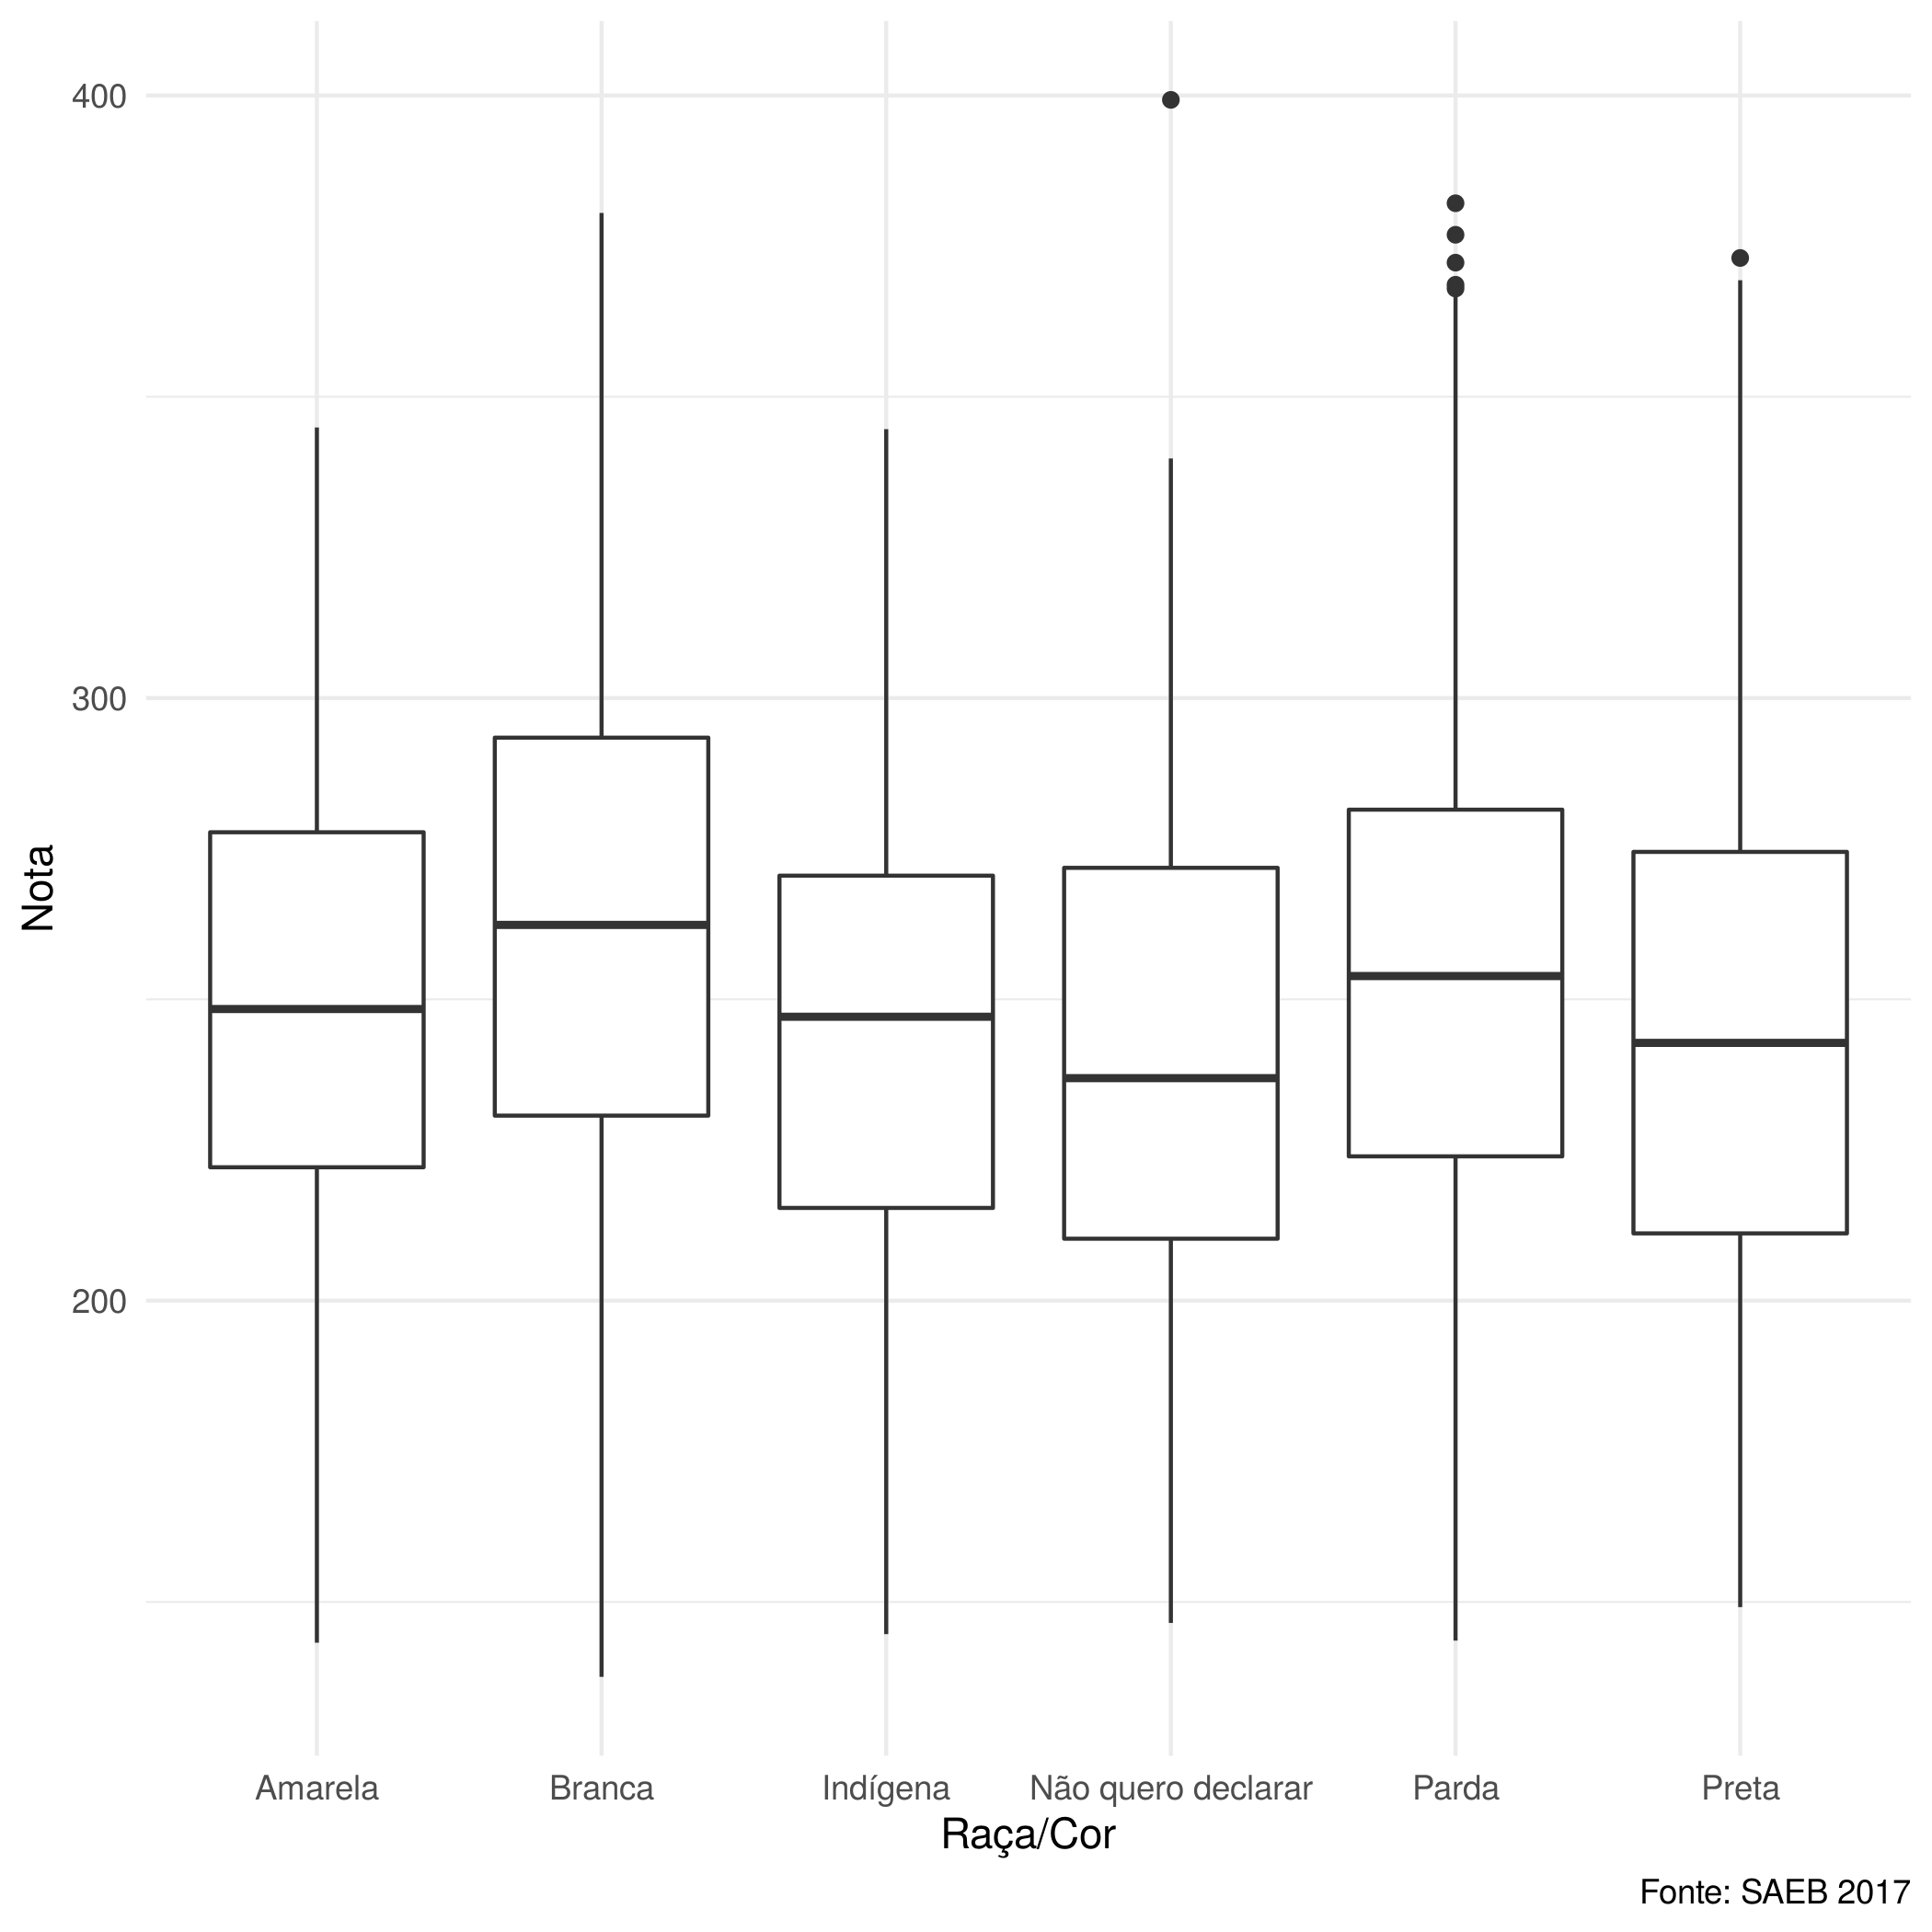 400
300
200
Nota
Amarela
Branca
Indígena
Não quero declarar
Parda
Preta
Raça/Cor
Fonte: SAEB 2017